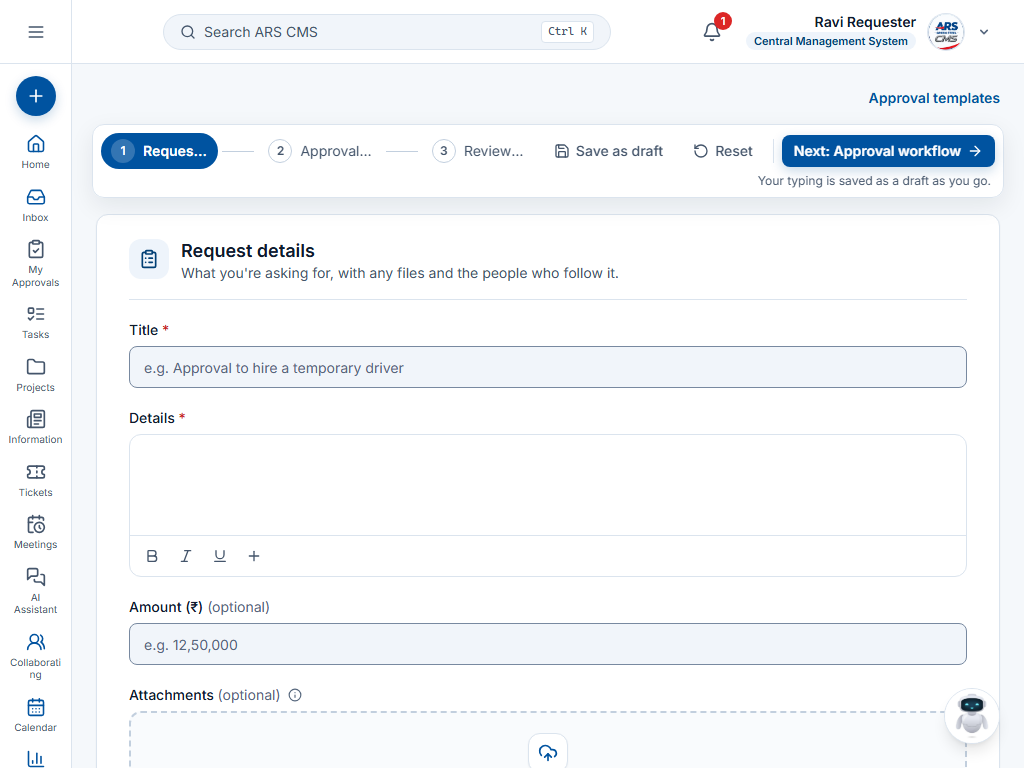 Search ARS CMS
Ctrl K
1
Ravi Requester
Central Management System
ARS
CMS
Home
Inbox
My
Approvals
Tasks
Projects
Information
Tickets
Meetings
AI
Assistant
Collaborati
ng
Calendar
Approval templates
1 Reques...
2 Approval...
3 Review...
Save as draft
Reset
Next: Approval workflow
Your typing is saved as a draft as you go.
Request details
What you're asking for, with any files and the people who follow it.
Title *
e.g. Approval to hire a temporary driver
Details *
B I U
Amount (₹) (optional)
e.g. 12,50,000
Attachments (optional)